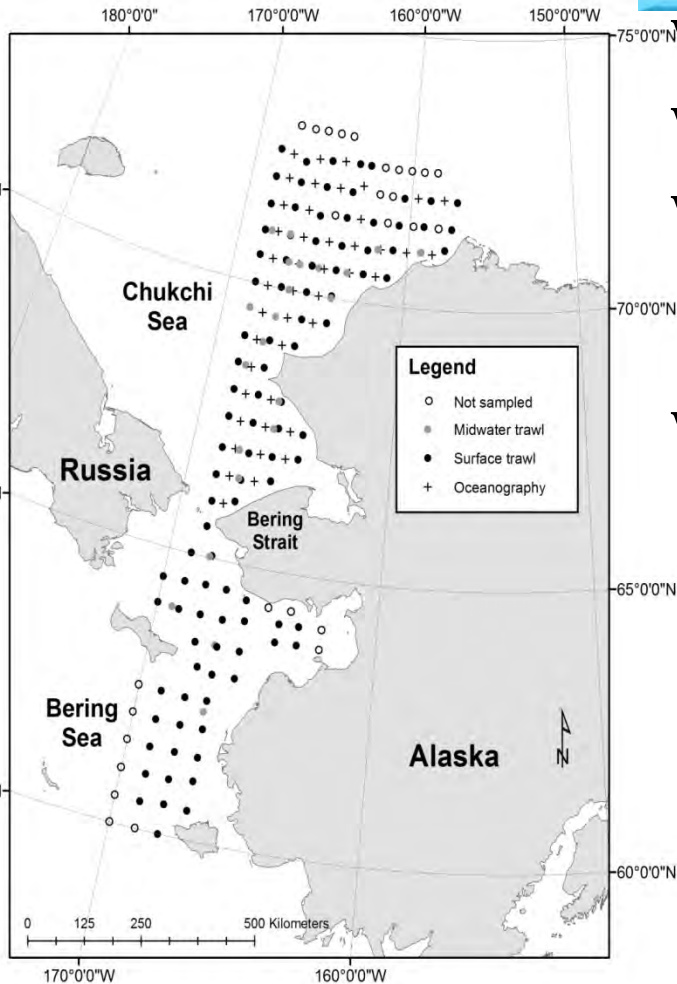 180°0'0"
170°0'0"W
160°0'0"W
150°0'0"N
75°0'0"N
Chukchi
Sea
70°0'0"N
Legend
Not sampled
Midwater trawl
Surface trawl
Oceanography
Russia
Bering
Strait
65°0'0"N
Bering
Sea
Alaska
N
60°0'0"N
0 125 250 500 Kilometers
170°0'0"W
160°0'0"W